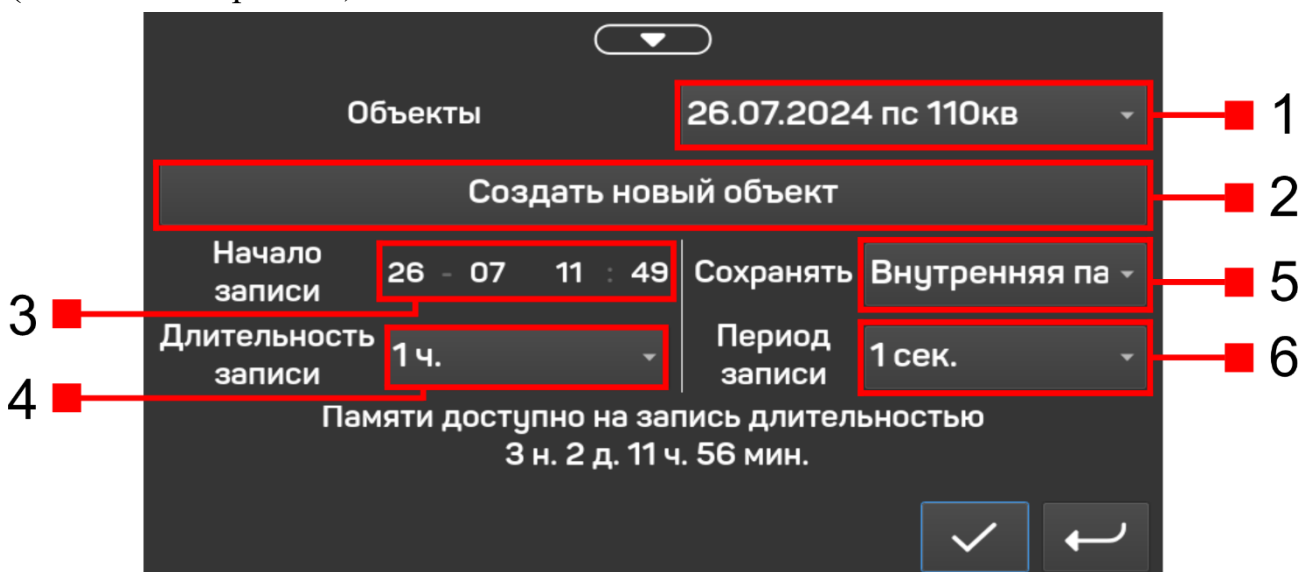 Объекты
26.07.2024 пс 110кв
1
Создать новый объект
2
Начало
записи
26 - 07 11 : 49
Сохранять
Внутренняя па
5
3
Длительность
записи
1 ч.
Период
записи
1 сек.
6
4
Памяти доступно на запись длительностью
3 н. 2 д. 11 ч. 56 мин.